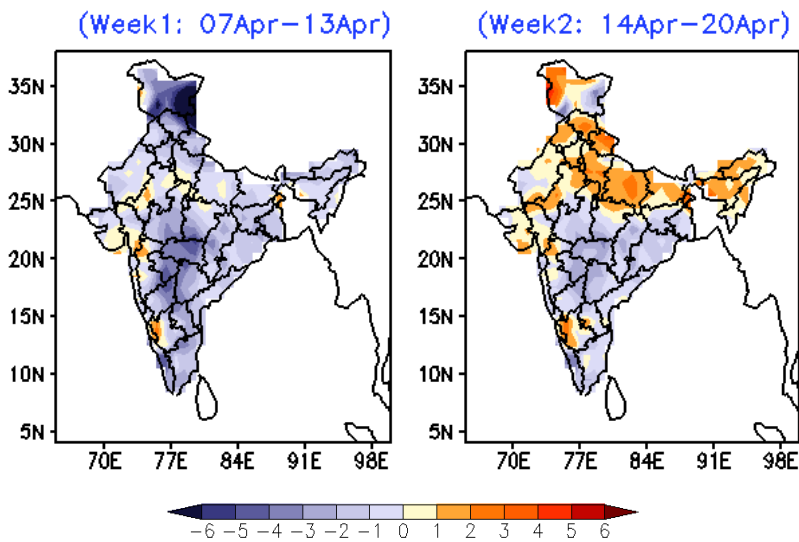 (Week1: 07Apr−13Apr)
(Week2: 14Apr−20Apr)
35N
30N
25N
20N
15N
10N
5N
70E 77E 84E 91E 98E
35N
30N
25N
20N
15N
10N
5N
70E 77E 84E 91E 98E
−6 −5 −4 −3 −2 −1 0 1 2 3 4 5 6